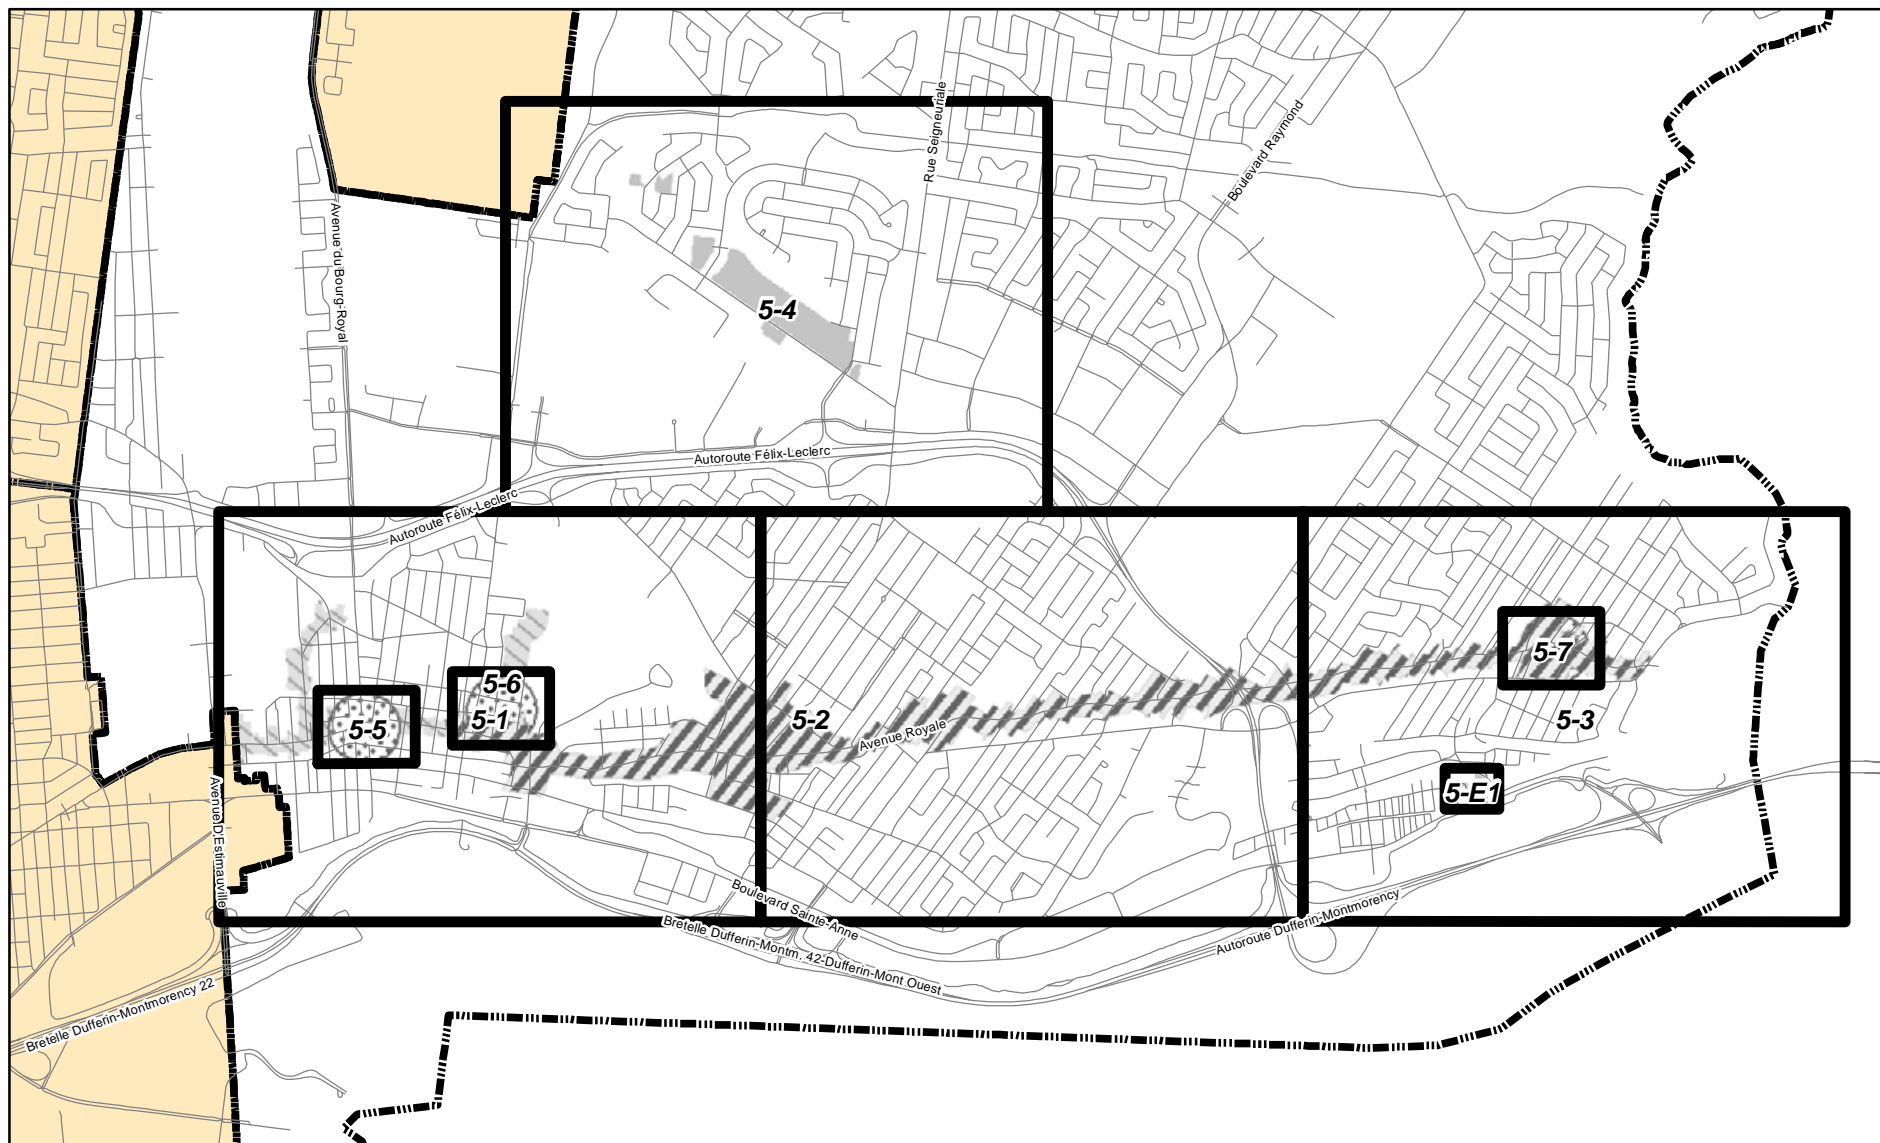 Rue Seigneuriale
Boulevard Raymond
Avenue du Bourg-Royal
5-4
Autoroute Félix-Leclerc
Autoroute Félix-Leclerc
5-6
5-7
5-5
5-1
5-2
5-3
Avenue Royale
5-E1
Avenue D'Estimauville
Boulevard Sainte-Anne
Bretelle Dufferin-Montm. 42-Dufferin-Mont Ouest
Autoroute Dufferin-Montmorency
Bretelle Dufferin-Montmorency 22